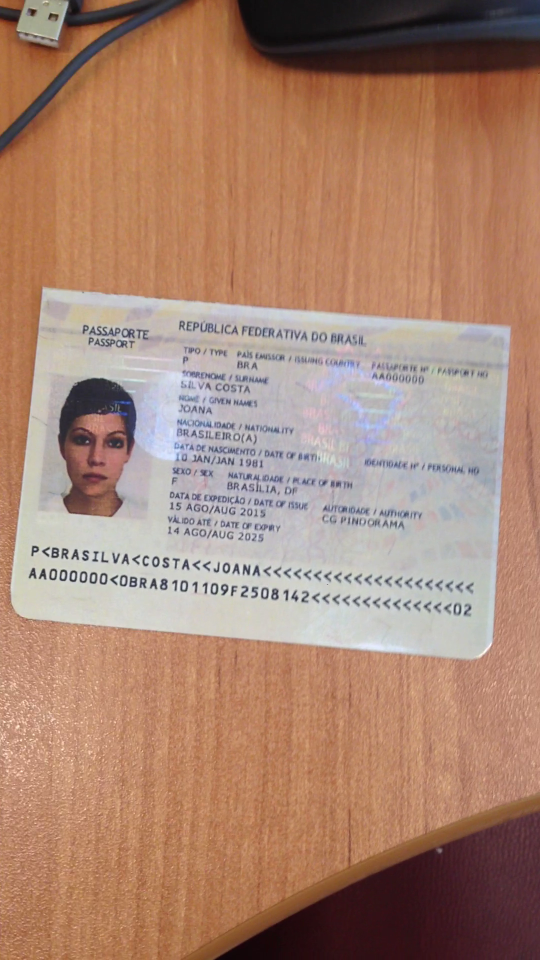 PASSAPORTE
PASSPORT
REPÚBLICA FEDERATIVA DO BRASIL
TIPO / TYPE PAÍS EMISSOR / ISSUING COUNTRY PASSAPORTE Nº / PASSPORT NO
P BRA AA000000
SOBRENOME / SURNAME
SILVA COSTA
NOME / GIVEN NAMES
JOANA
NACIONALIDADE / NATIONALITY
BRASILEIRO(A)
DATA DE NASCIMENTO / DATE OF BIRTH IDENTIDADE Nº / PERSONAL NO
10 JAN/JAN 1981
SEXO / SEX NATURALIDADE / PLACE OF BIRTH
F BRASÍLIA, DF
DATA DE EXPEDIÇÃO / DATE OF ISSUE AUTORIDADE / AUTHORITY
15 AGO/AUG 2015 CG PINDORAMA
VÁLIDO ATÉ / DATE OF EXPIRY
14 AGO/AUG 2025
P<BRASILVA<COSTA<<JOANA<<<<<<<<<<<<<<<<<<<<<
AA000000<0BRA8101109F2508142<<<<<<<<<<<<<<02